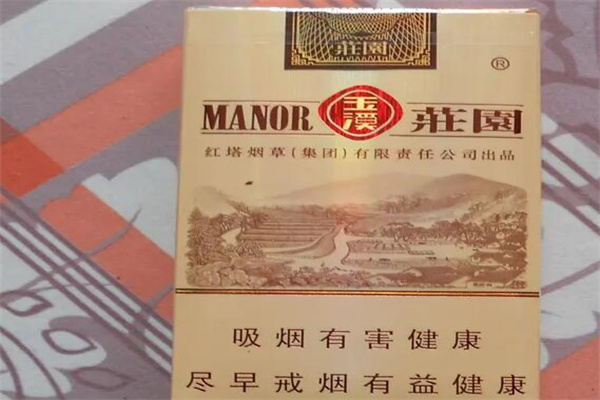 莊園
®
MANOR 玉溪 莊園
红塔烟草(集团)有限责任公司出品
吸烟有害健康
尽早戒烟有益健康